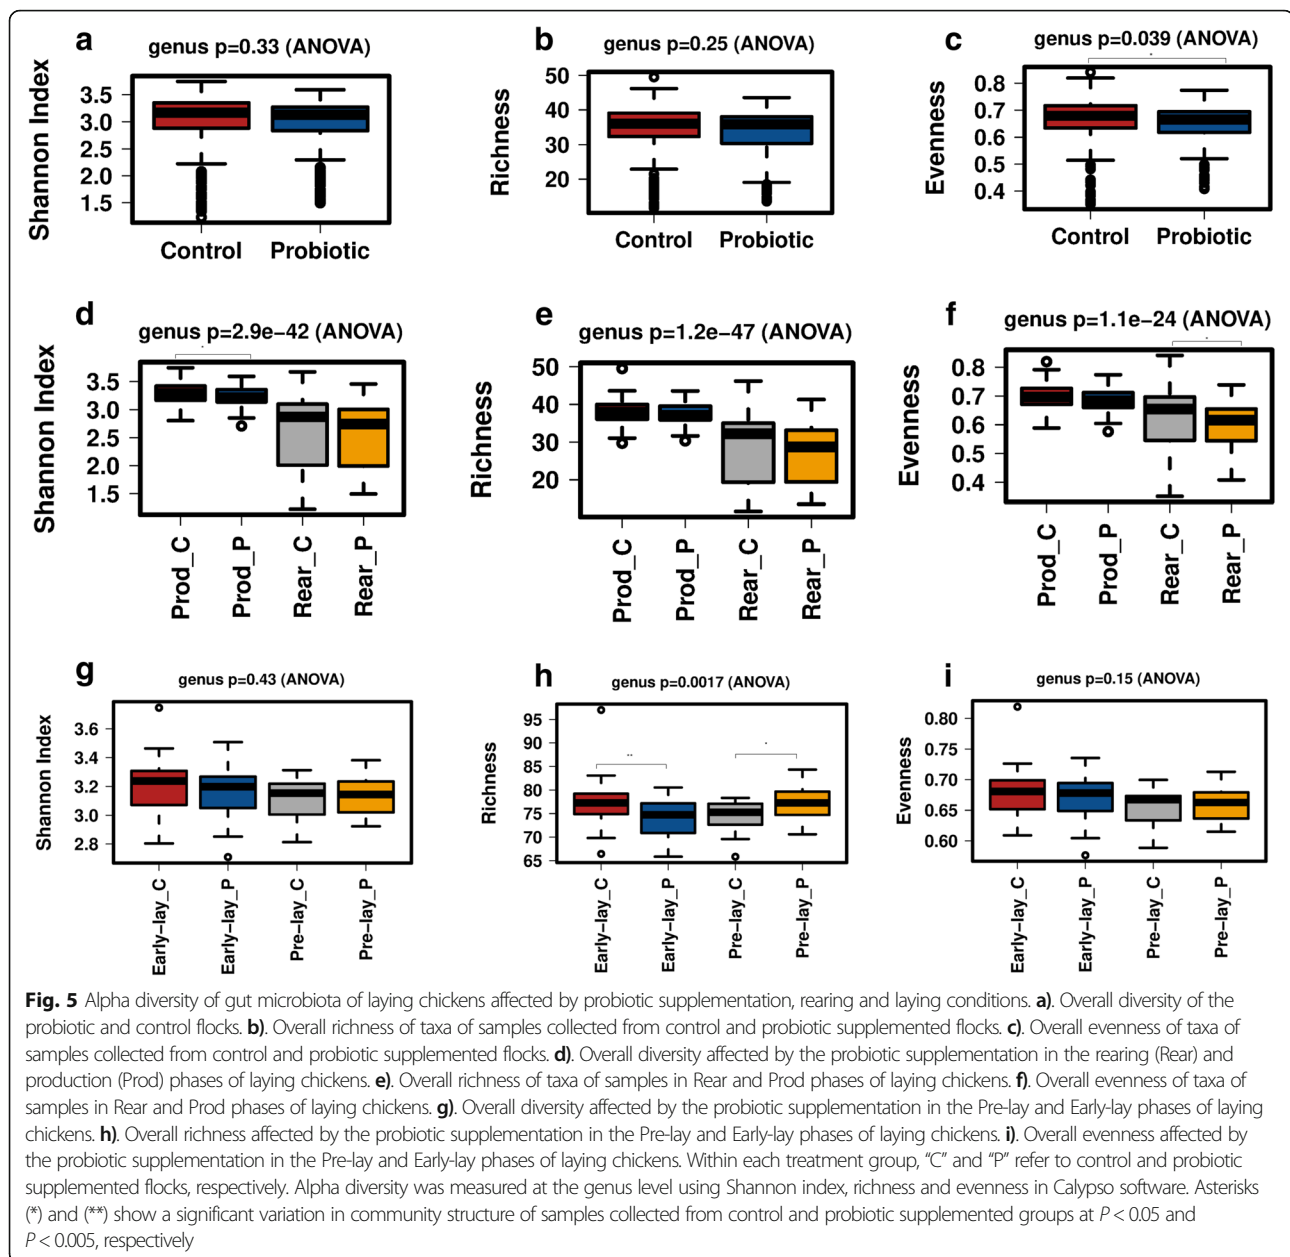 a
genus p=0.33 (ANOVA)
Shannon Index
3.5
3.0
2.5
2.0
1.5
Control
Probiotic
b
genus p=0.25 (ANOVA)
Richness
50
40
30
20
Control
Probiotic
c
genus p=0.039 (ANOVA)
*
Evenness
0.8
0.7
0.6
0.5
0.4
Control
Probiotic
d
genus p=2.9e−42 (ANOVA)
*
Shannon Index
3.5
3.0
2.5
2.0
1.5
Prod_C
Prod_P
Rear_C
Rear_P
e
genus p=1.2e−47 (ANOVA)
Richness
50
40
30
20
Prod_C
Prod_P
Rear_C
Rear_P
f
genus p=1.1e−24 (ANOVA)
*
Evenness
0.8
0.7
0.6
0.5
0.4
Prod_C
Prod_P
Rear_C
Rear_P
g
genus p=0.43 (ANOVA)
Shannon Index
3.6
3.4
3.2
3.0
2.8
Early−lay_C
Early−lay_P
Pre−lay_C
Pre−lay_P
h
genus p=0.0017 (ANOVA)
**
*
Richness
95
90
85
80
75
70
65
Early−lay_C
Early−lay_P
Pre−lay_C
Pre−lay_P
i
genus p=0.15 (ANOVA)
Evenness
0.80
0.75
0.70
0.65
0.60
Early−lay_C
Early−lay_P
Pre−lay_C
Pre−lay_P
Fig. 5 Alpha diversity of gut microbiota of laying chickens affected by probiotic supplementation, rearing and laying conditions. a). Overall diversity of the
probiotic and control flocks. b). Overall richness of taxa of samples collected from control and probiotic supplemented flocks. c). Overall evenness of taxa of
samples collected from control and probiotic supplemented flocks. d). Overall diversity affected by the probiotic supplementation in the rearing (Rear) and
production (Prod) phases of laying chickens. e). Overall richness of taxa of samples in Rear and Prod phases of laying chickens. f). Overall evenness of taxa of
samples in Rear and Prod phases of laying chickens. g). Overall diversity affected by the probiotic supplementation in the Pre-lay and Early-lay phases of laying
chickens. h). Overall richness affected by the probiotic supplementation in the Pre-lay and Early-lay phases of laying chickens. i). Overall evenness affected by
the probiotic supplementation in the Pre-lay and Early-lay phases of laying chickens. Within each treatment group, “C” and “P” refer to control and probiotic
supplemented flocks, respectively. Alpha diversity was measured at the genus level using Shannon index, richness and evenness in Calypso software. Asterisks
(*) and (**) show a significant variation in community structure of samples collected from control and probiotic supplemented groups at P < 0.05 and
P < 0.005, respectively